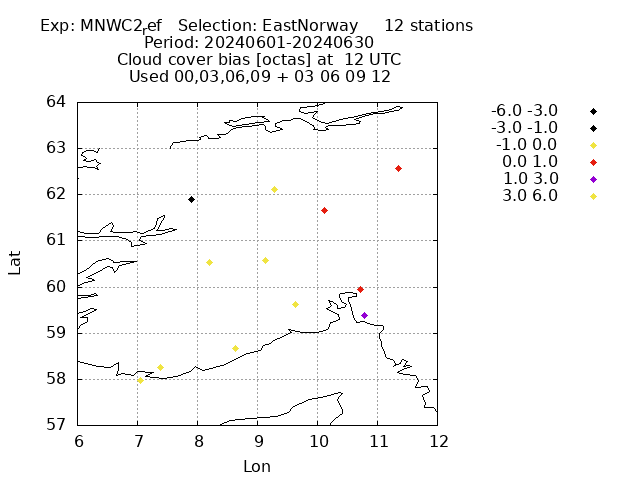 Exp: MNWC2ref Selection: EastNorway 12 stations
Period: 20240601-20240630
Cloud cover bias [octas] at 12 UTC
Used 00,03,06,09 + 03 06 09 12
64
63
62
61
60
59
58
57
6 7 8 9 10 11 12
Lat
Lon
-6.0 -3.0
-3.0 -1.0
-1.0 0.0
0.0 1.0
1.0 3.0
3.0 6.0